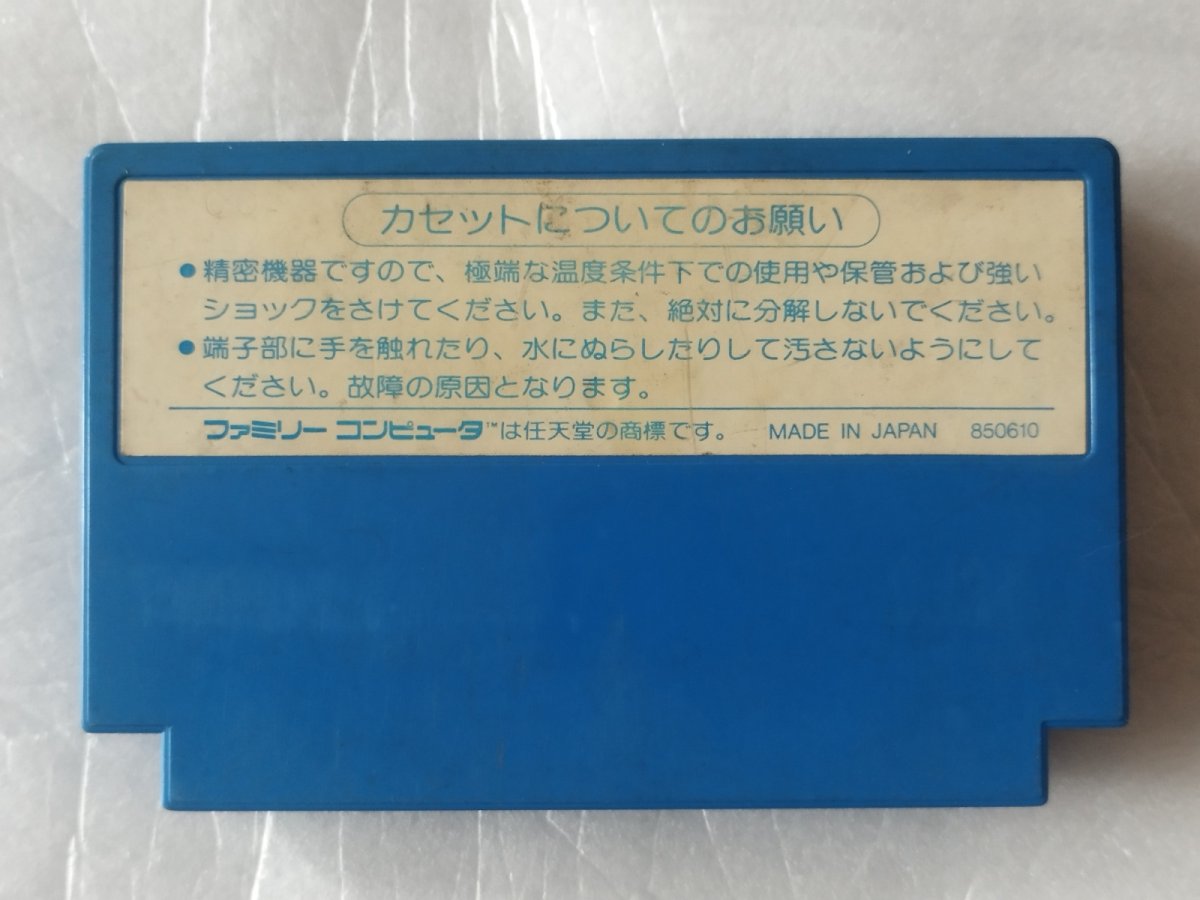 カセットについてのお願い
●精密機器ですので、極端な温度条件下での使用や保管および強い
ショックをさけてください。また、絶対に分解しないでください。
●端子部に手を触れたり、水にぬらしたりして汚さないようにして
ください。故障の原因となります。
ファミリー コンピュータ™は任天堂の商標です。 MADE IN JAPAN 850610